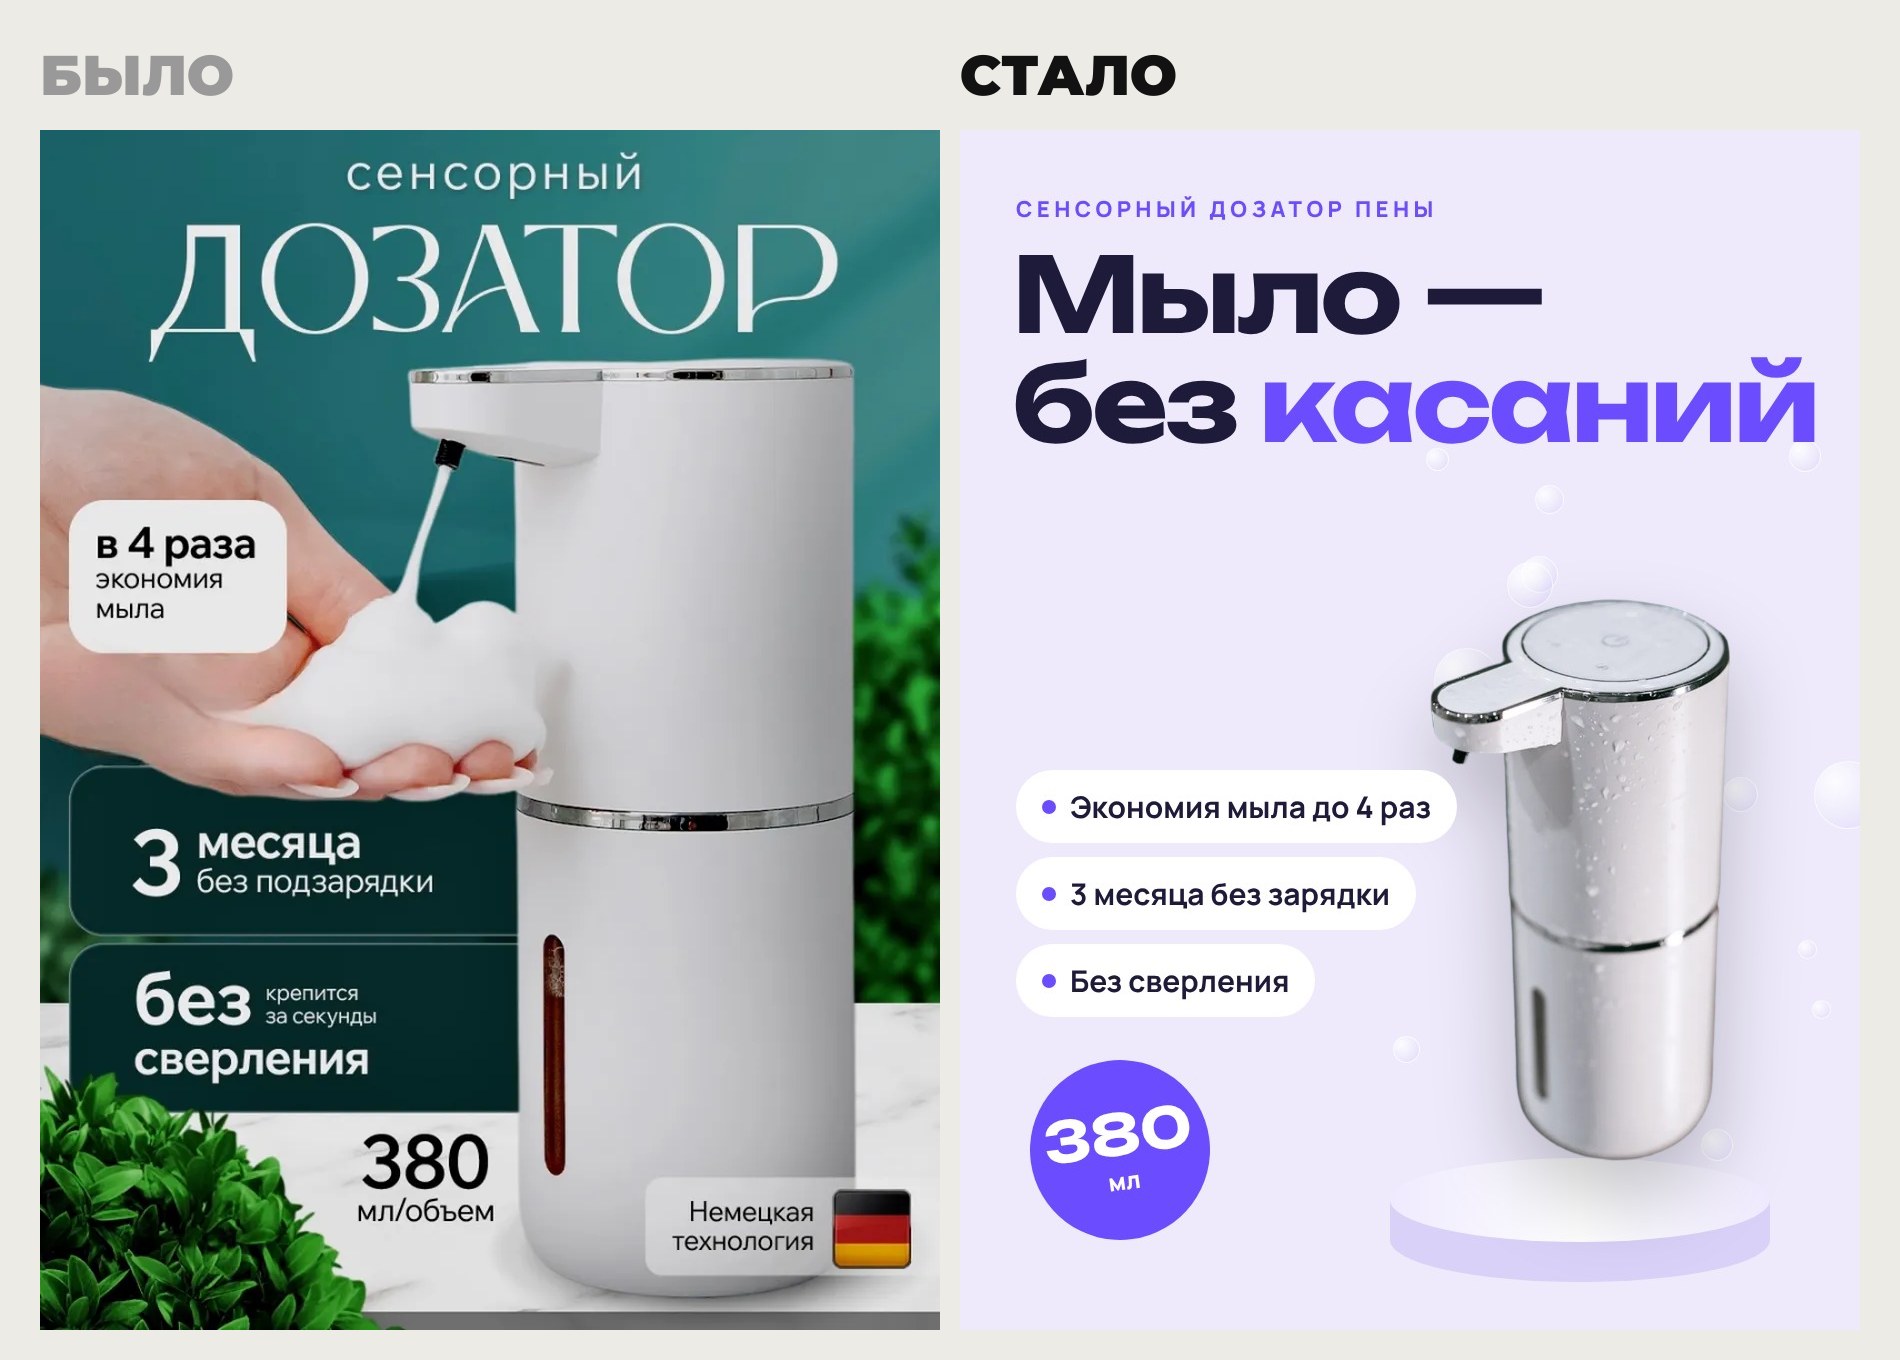 БЫЛО
сенсорный
ДОЗАТОР
в 4 раза
экономия
мыла
3 месяца
без подзарядки
без крепится
за секунды
сверления
380
мл/объем
Немецкая
технология
СТАЛО
СЕНСОРНЫЙ ДОЗАТОР ПЕНЫ
Мыло —
без касаний
Экономия мыла до 4 раз
3 месяца без зарядки
Без сверления
380
мл